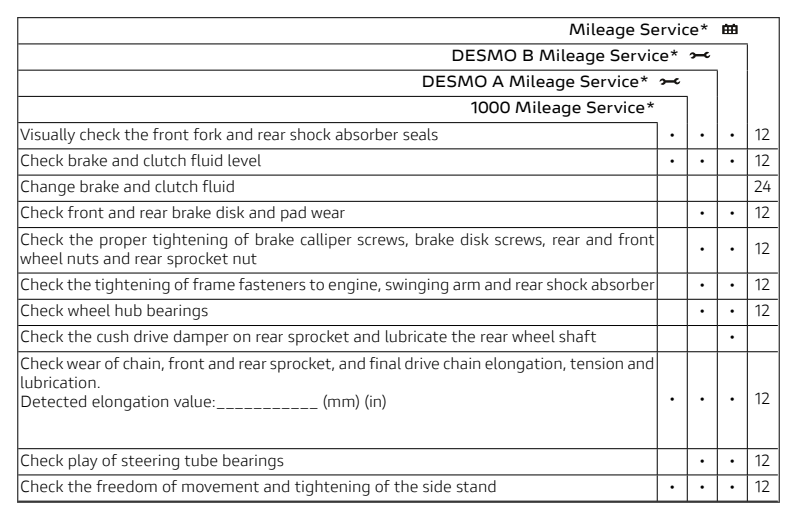 Mileage Service*
DESMO B Mileage Service*
DESMO A Mileage Service*
1000 Mileage Service*
Visually check the front fork and rear shock absorber seals • • • 12
Check brake and clutch fluid level • • • 12
Change brake and clutch fluid 24
Check front and rear brake disk and pad wear • • 12
Check the proper tightening of brake calliper screws, brake disk screws, rear and front
wheel nuts and rear sprocket nut • • 12
Check the tightening of frame fasteners to engine, swinging arm and rear shock absorber • • 12
Check wheel hub bearings • • 12
Check the cush drive damper on rear sprocket and lubricate the rear wheel shaft •
Check wear of chain, front and rear sprocket, and final drive chain elongation, tension and
lubrication.
Detected elongation value:___________ (mm) (in) • • • 12
Check play of steering tube bearings • • 12
Check the freedom of movement and tightening of the side stand • • • 12